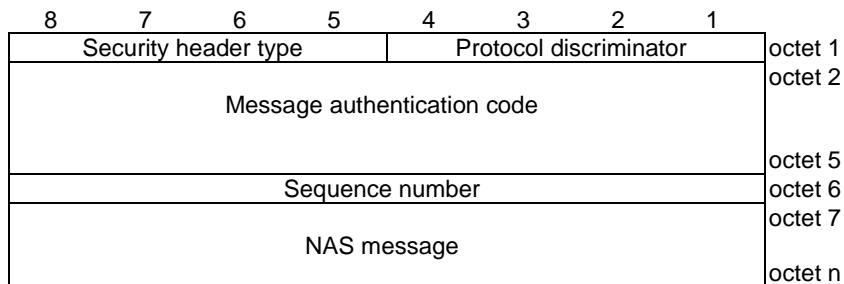 8 7 6 5 4 3 2 1
Security header type Protocol discriminator octet 1
octet 2
Message authentication code
octet 5
Sequence number octet 6
octet 7
NAS message
octet n